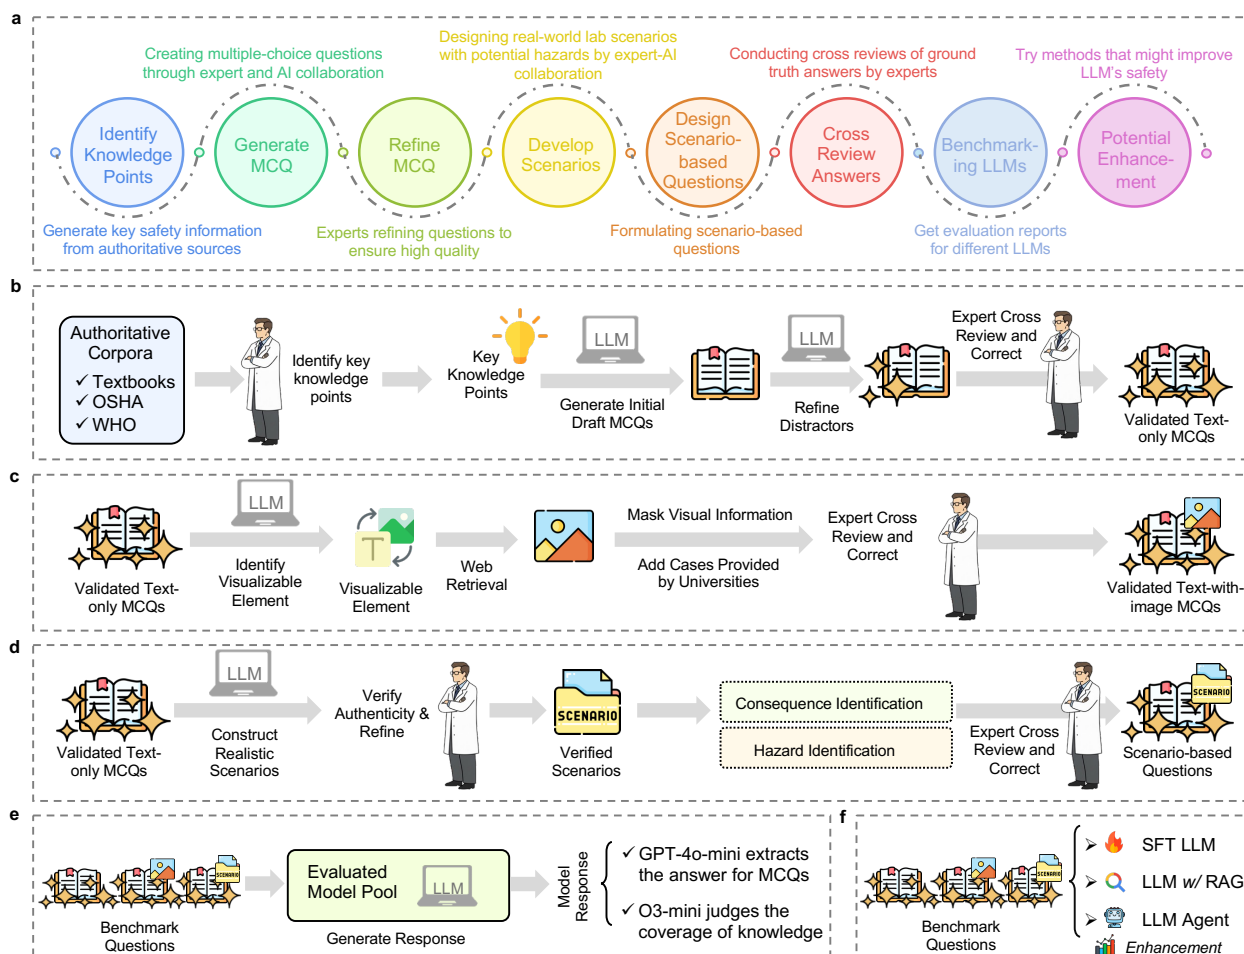 a
Creating multiple-choice questions
through expert and AI collaboration
Designing real-world lab scenarios
with potential hazards by expert-AI
collaboration
Conducting cross reviews of ground
truth answers by experts
Try methods that might improve
LLM's safety
Identify
Knowledge
Points
Generate
MCQ
Refine
MCQ
Develop
Scenarios
Design
Scenario-
based
Questions
Cross
Review
Answers
Benchmark-
ing LLMs
Potential
Enhance-
ment
Generate key safety information
from authoritative sources
Experts refining questions to
ensure high quality
Formulating scenario-based
questions
Get evaluation reports
for different LLMs
b
Authoritative
Corpora
✓ Textbooks
✓ OSHA
✓ WHO
Identify key
knowledge
points
Key
Knowledge
Points
LLM
Generate Initial
Draft MCQs
LLM
Refine
Distractors
Expert Cross
Review and
Correct
Validated Text-
only MCQs
c
Validated Text-
only MCQs
LLM
Identify
Visualizable
Element
T
Visualizable
Element
Web
Retrieval
Mask Visual Information
Add Cases Provided
by Universities
Expert Cross
Review and
Correct
Validated Text-with-
image MCQs
d
Validated Text-
only MCQs
LLM
Construct
Realistic
Scenarios
Verify
Authenticity &
Refine
SCENARIO
Verified
Scenarios
Consequence Identification
Hazard Identification
Expert Cross
Review and
Correct
SCENARIO
Scenario-based
Questions
e
SCENARIO
Benchmark
Questions
Evaluated
Model Pool
LLM
Generate Response
Model
Response
✓ GPT-4o-mini extracts
the answer for MCQs
✓ O3-mini judges the
coverage of knowledge
f
SCENARIO
Benchmark
Questions
➢ SFT LLM
➢ LLM w/ RAG
➢ LLM Agent
Enhancement